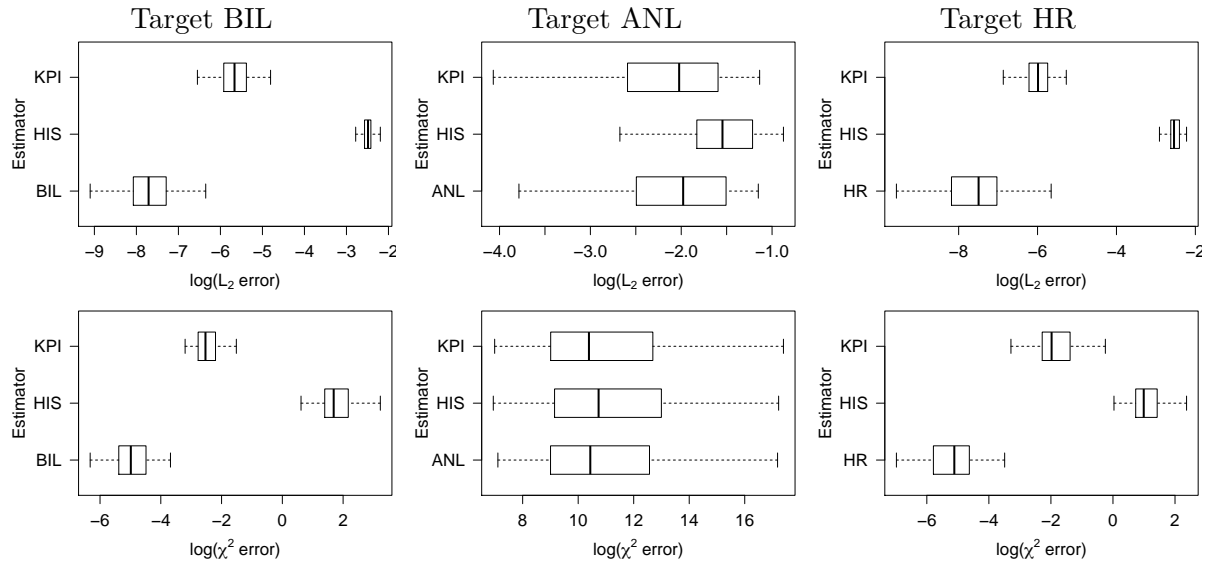 Target BIL
Target ANL
Target HR
Estimator
KPI
HIS
BIL
−9 −8 −7 −6 −5 −4 −3 −2
log(L₂ error)
Estimator
KPI
HIS
ANL
−4.0 −3.0 −2.0 −1.0
log(L₂ error)
Estimator
KPI
HIS
HR
−8 −6 −4 −2
log(L₂ error)
Estimator
KPI
HIS
BIL
−6 −4 −2 0 2
log(χ² error)
Estimator
KPI
HIS
ANL
8 10 12 14 16
log(χ² error)
Estimator
KPI
HIS
HR
−6 −4 −2 0 2
log(χ² error)